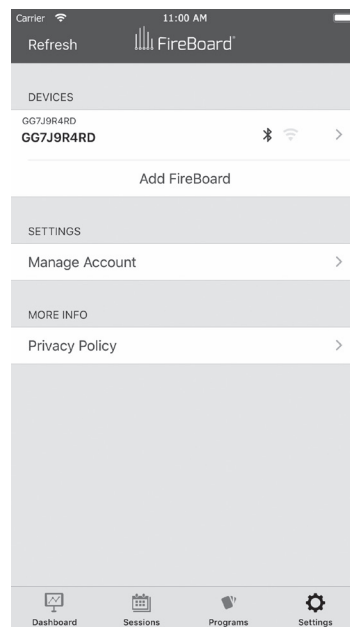 Carrier 11:00 AM
Refresh FireBoard
DEVICES
GG7J9R4RD
GG7J9R4RD
Add FireBoard
SETTINGS
Manage Account
MORE INFO
Privacy Policy
Dashboard Sessions Programs Settings